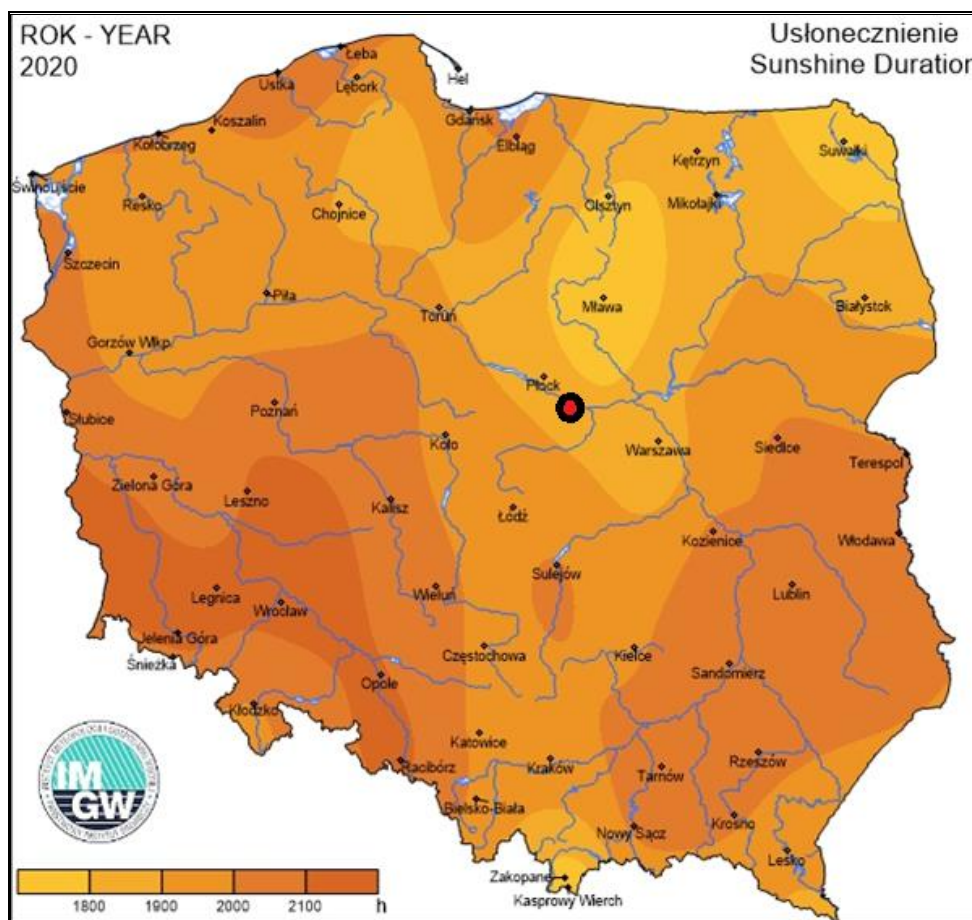 ROK - YEAR
2020
Usłonecznienie
Sunshine Duration
Łeba
Hel
Ustka
Lębork
Gdańsk
Koszalin
Kołobrzeg
Elbląg
Kętrzyn
Suwałki
Świnoujście
Resko
Chojnice
Olsztyn
Mikołajki
Szczecin
Piła
Toruń
Mława
Białystok
Gorzów Wlkp.
Płock
Słubice
Poznań
Koło
Warszawa
Siedlce
Terespol
Zielona Góra
Leszno
Kalisz
Łódź
Kozienice
Włodawa
Sulejów
Legnica
Wrocław
Wieluń
Lublin
Jelenia Góra
Śnieżka
Częstochowa
Kielce
Sandomierz
Opole
Kłodzko
Katowice
Racibórz
Kraków
Tarnów
Rzeszów
Bielsko-Biała
Nowy Sącz
Krosno
Lesko
Zakopane
Kasprowy Wierch
IM
GW
1800 1900 2000 2100 h